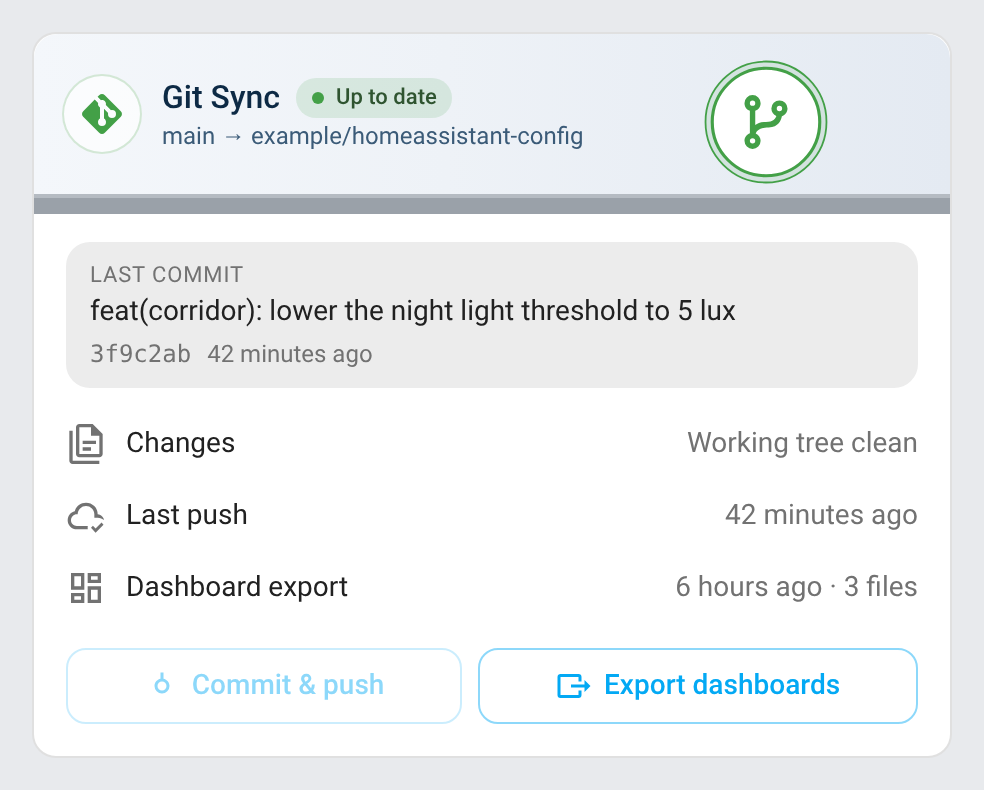 Git Sync
Up to date
main → example/homeassistant-config
LAST COMMIT
feat(corridor): lower the night light threshold to 5 lux
3f9c2ab 42 minutes ago
Changes
Working tree clean
Last push
42 minutes ago
Dashboard export
6 hours ago · 3 files
Commit & push
Export dashboards